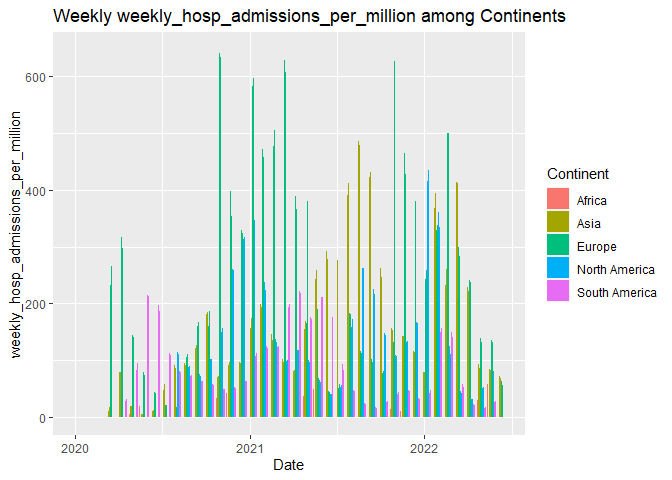 Weekly weekly_hosp_admissions_per_million among Continents
weekly_hosp_admissions_per_million
600
400
200
0
2020
2021
2022
Date
Continent
Africa
Asia
Europe
North America
South America